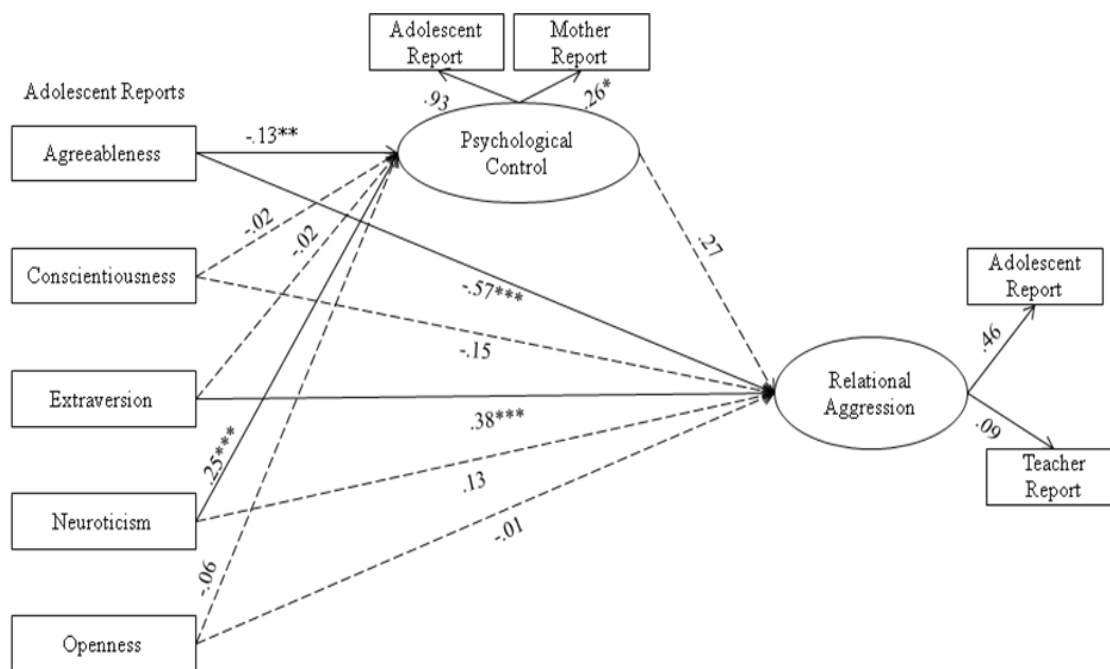 Adolescent
Report
Mother
Report
Adolescent Reports
.93
.26*
Agreeableness
-.13**
Psychological
Control
-.02
-.02
.27
Conscientiousness
-.57***
Adolescent
Report
-.15
.46
Extraversion
.38***
Relational
Aggression
.25***
.09
.13
Teacher
Report
Neuroticism
-.01
-.06
Openness